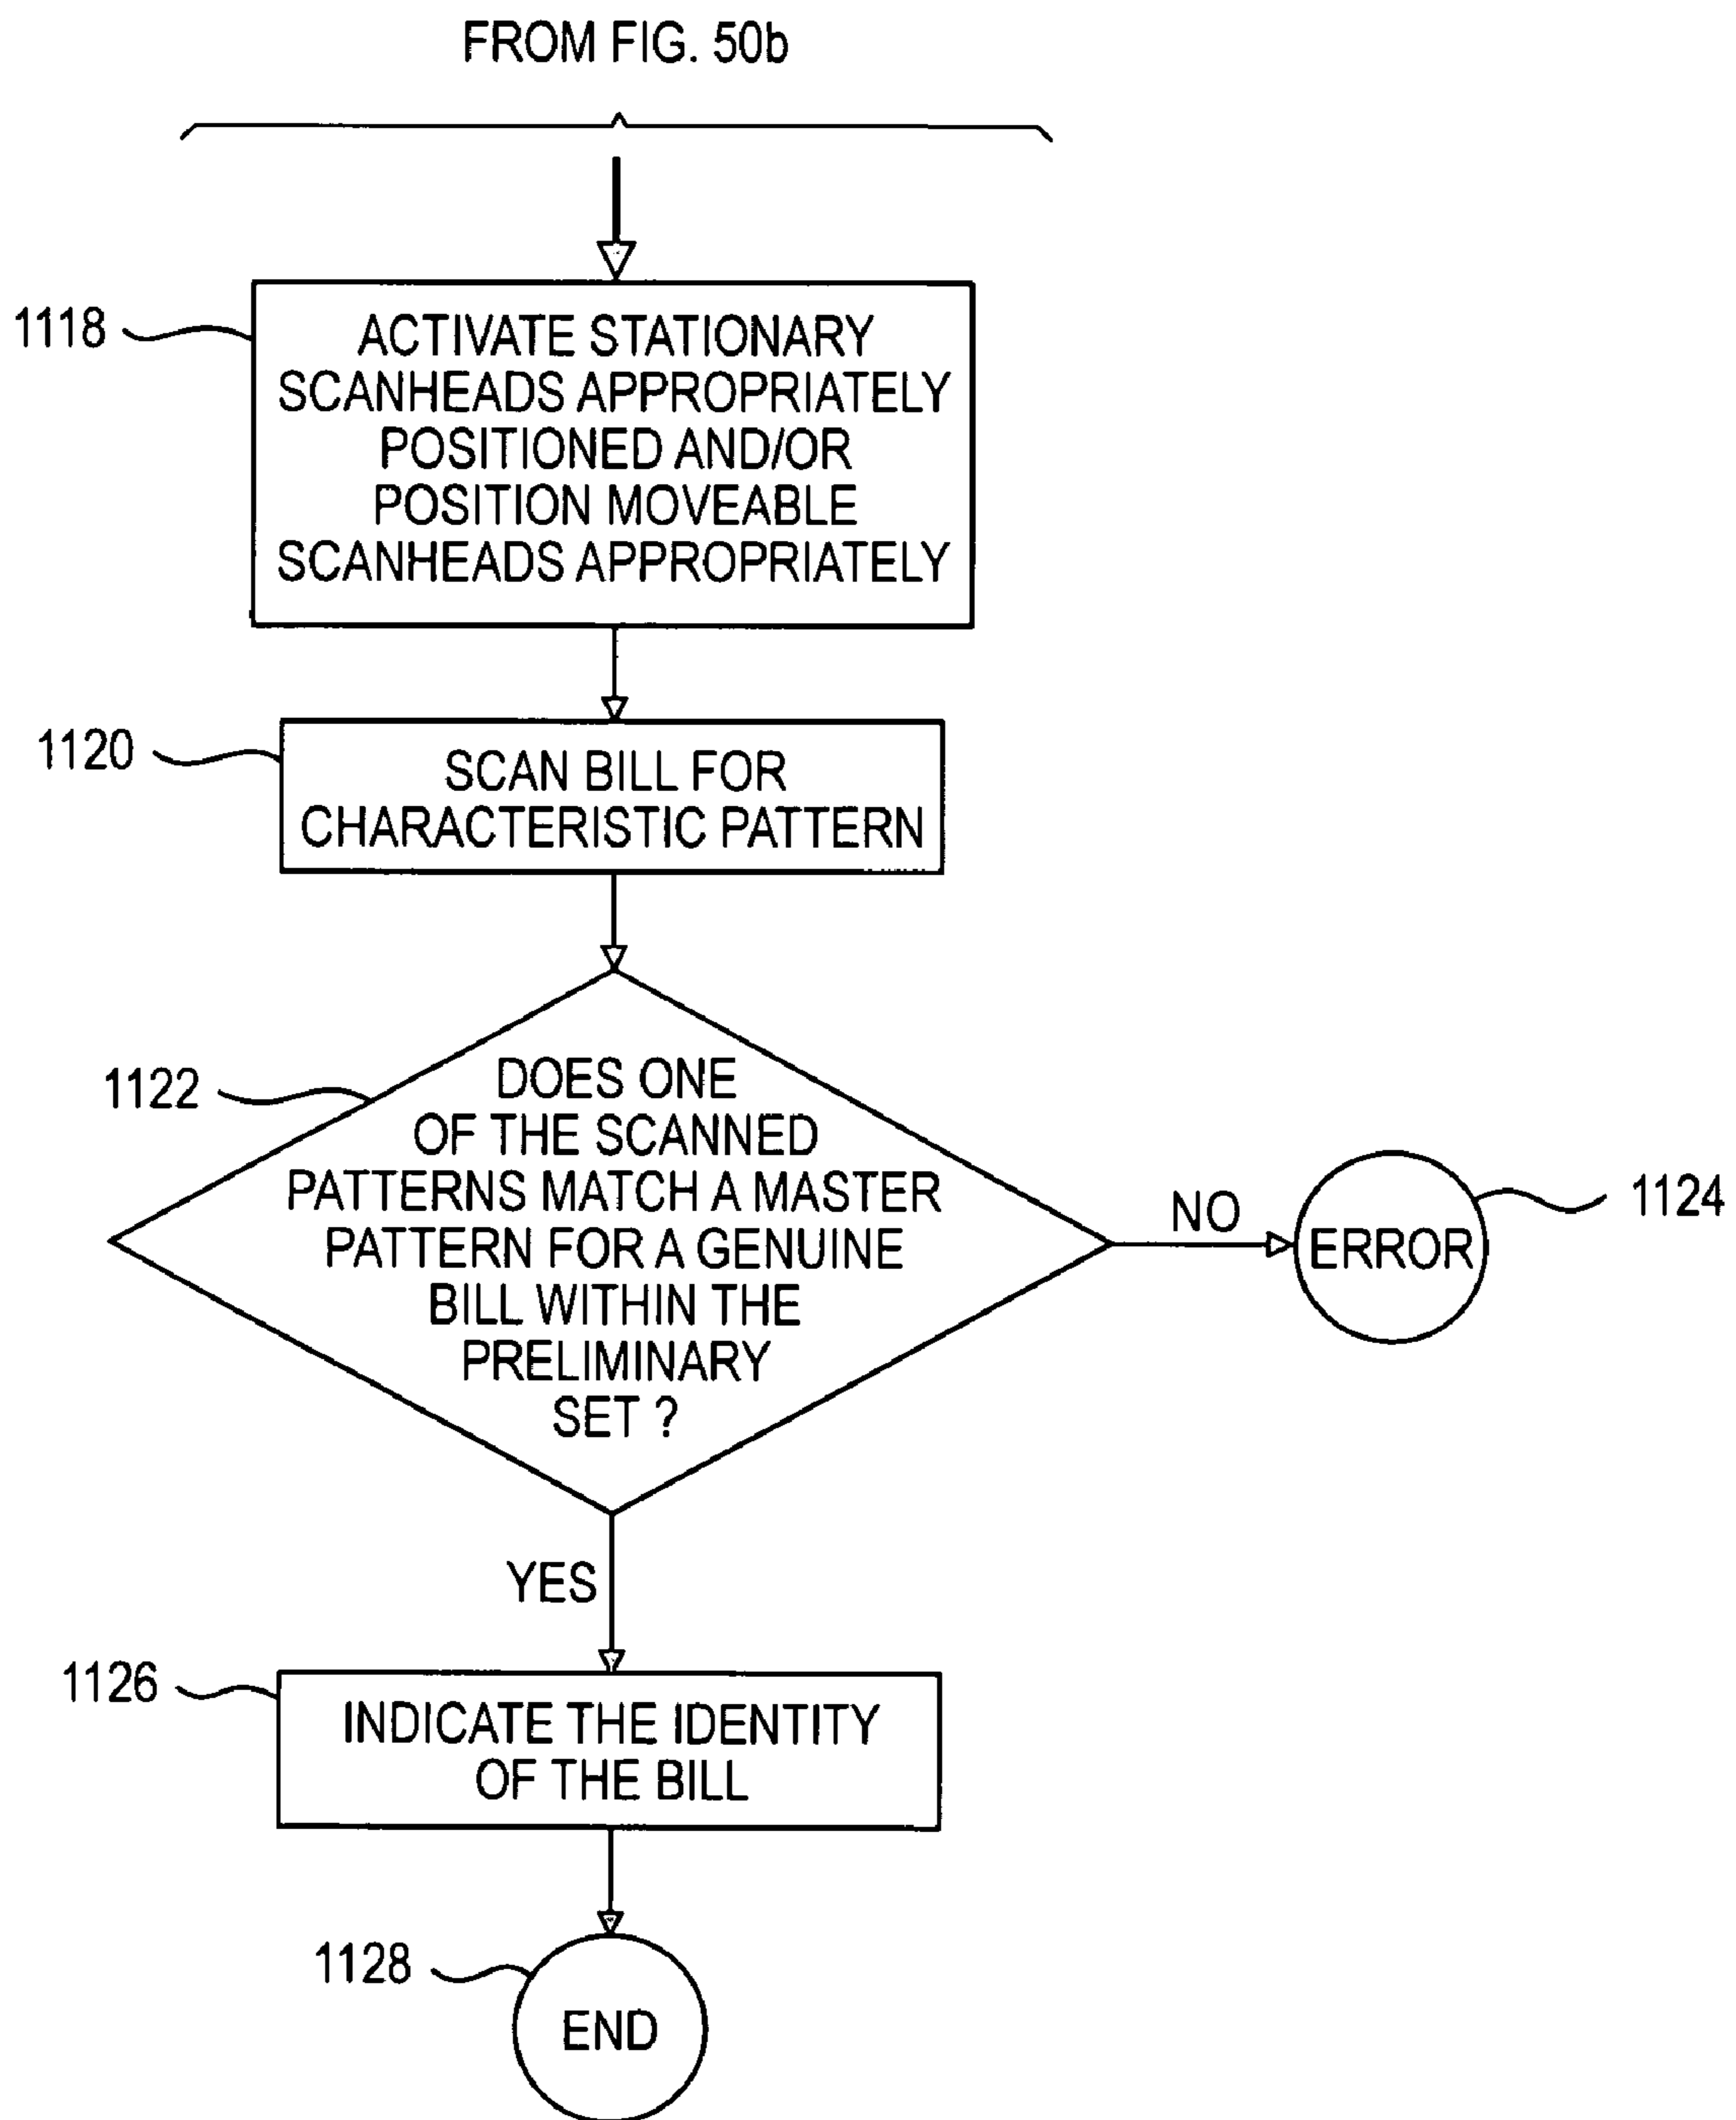 FROM FIG. 50b
1118
ACTIVATE STATIONARY
SCANHEADS APPROPRIATELY
POSITIONED AND/OR
POSITION MOVEABLE
SCANHEADS APPROPRIATELY
1120
SCAN BILL FOR
CHARACTERISTIC PATTERN
1122
DOES ONE
OF THE SCANNED
PATTERNS MATCH A MASTER
PATTERN FOR A GENUINE
BILL WITHIN THE
PRELIMINARY
SET ?
NO
ERROR
1124
YES
1126
INDICATE THE IDENTITY
OF THE BILL
1128
END